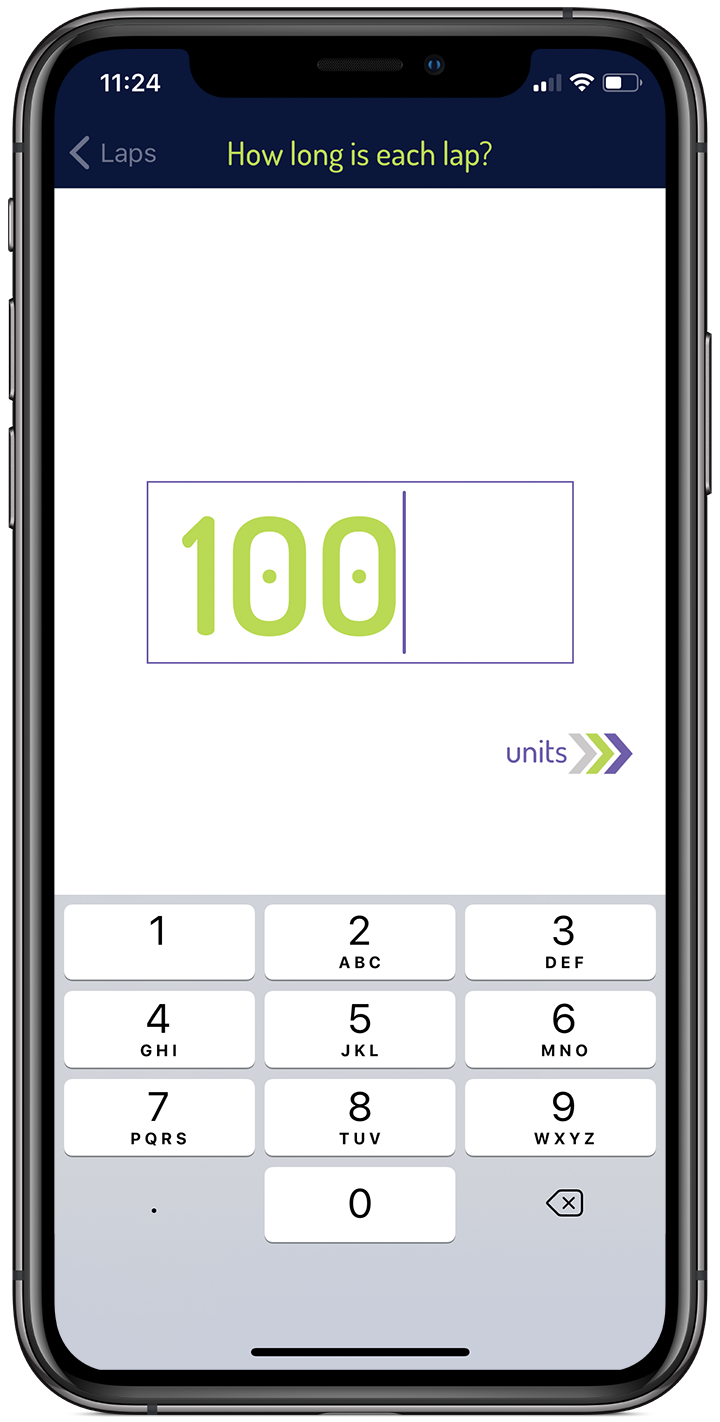 11:24
Laps
How long is each lap?
100
units
1 2 3
ABC DEF
4 5 6
GHI JKL MNO
7 8 9
PQRS TUV WXYZ
. 0